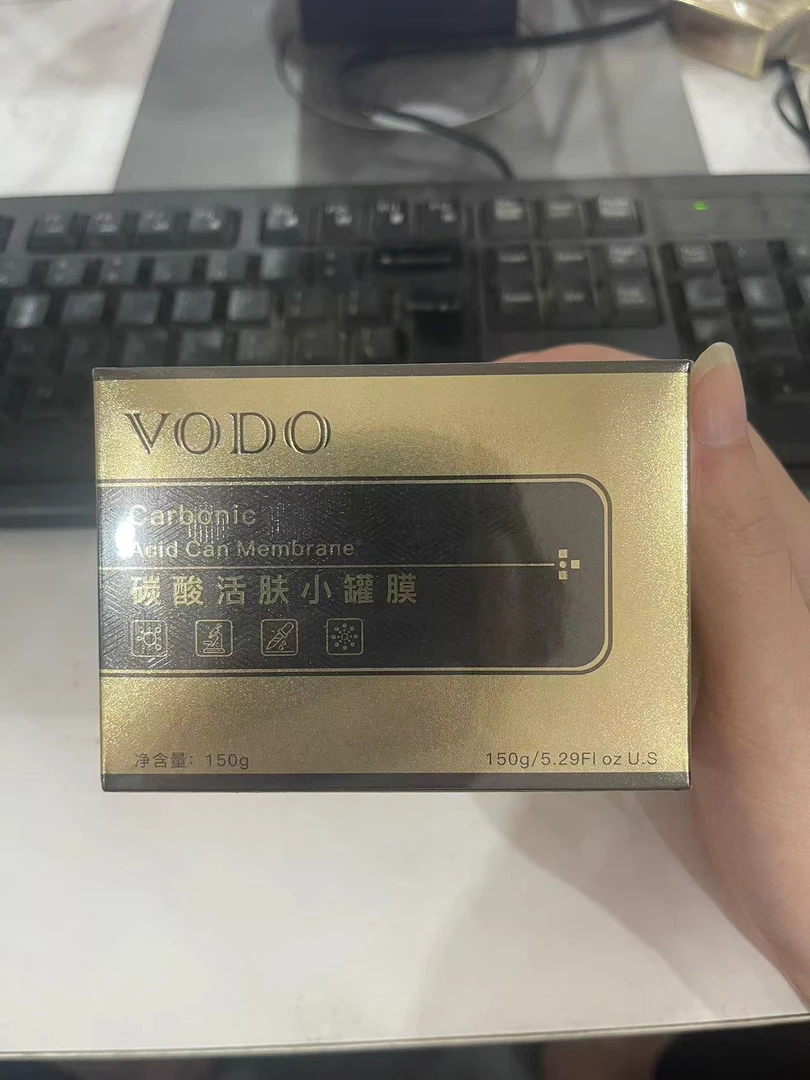 VODO
Carbonic
Acid Can Membrane
碳酸活肤小罐膜
净含量: 150g
150g/5.29Fl oz U.S